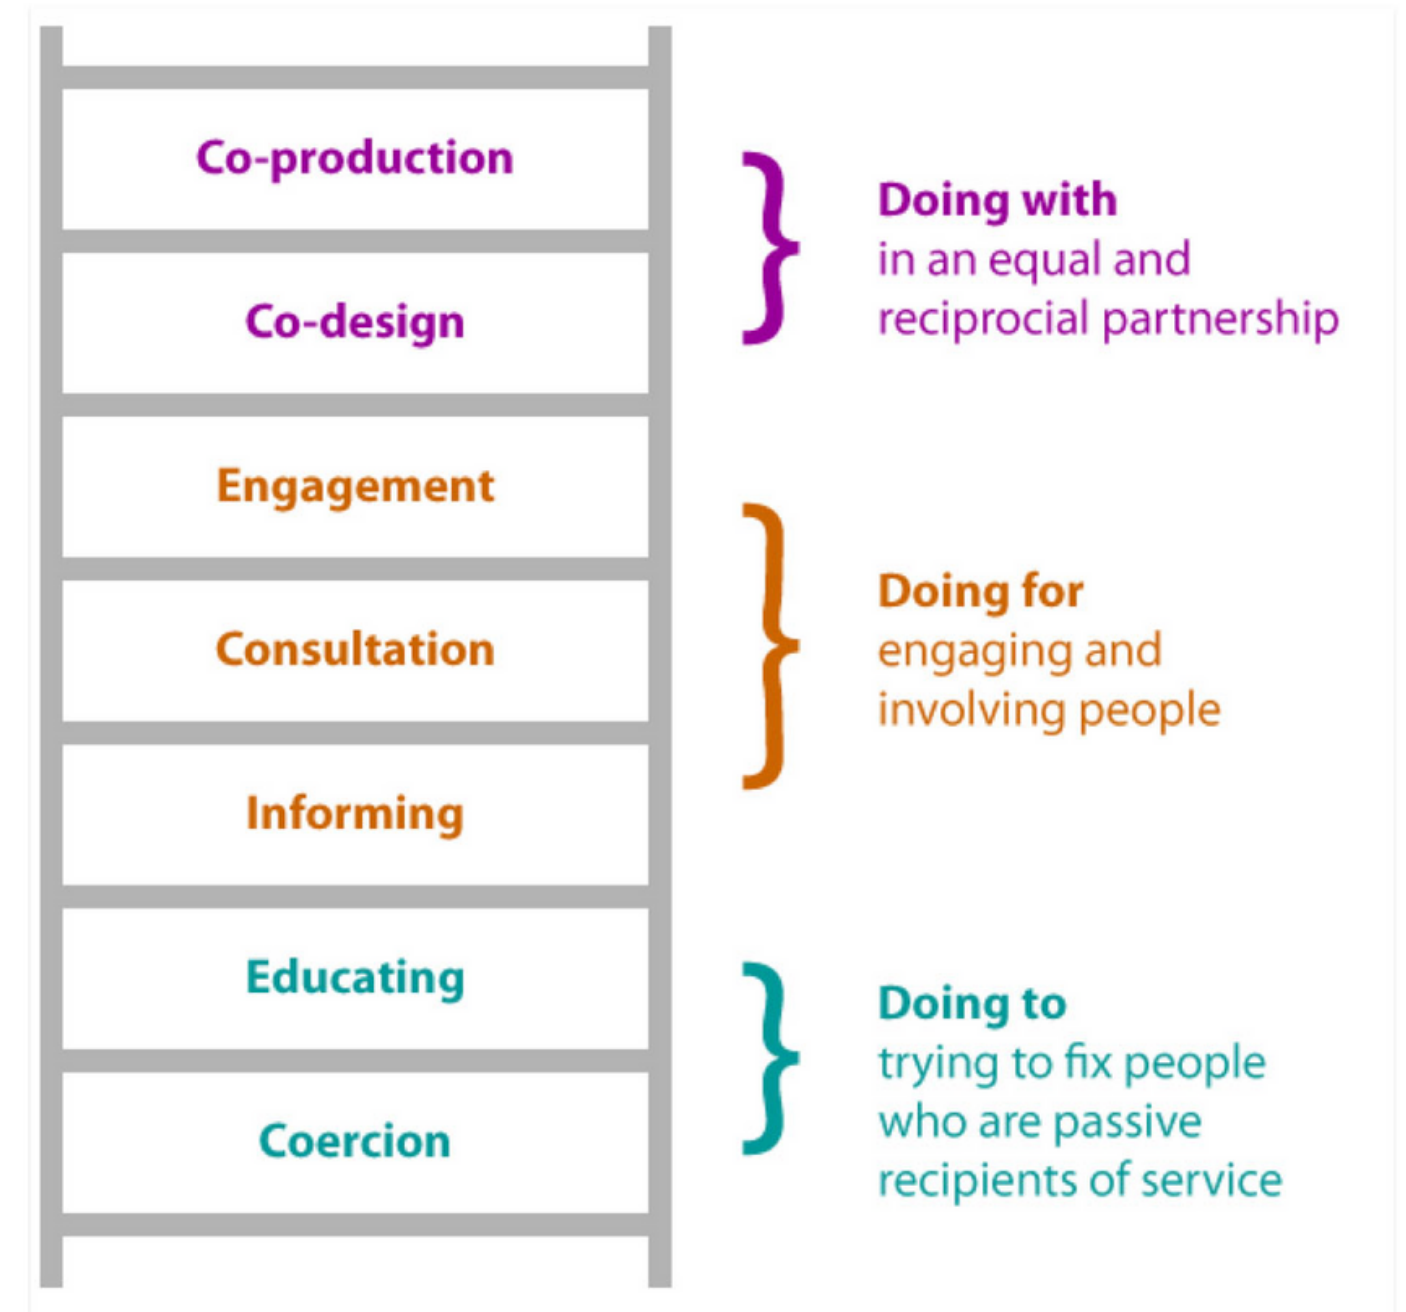 Co-production
Co-design
Doing with
in an equal and
reciprocial partnership
Engagement
Consultation
Informing
Doing for
engaging and
involving people
Educating
Coercion
Doing to
trying to fix people
who are passive
recipients of service